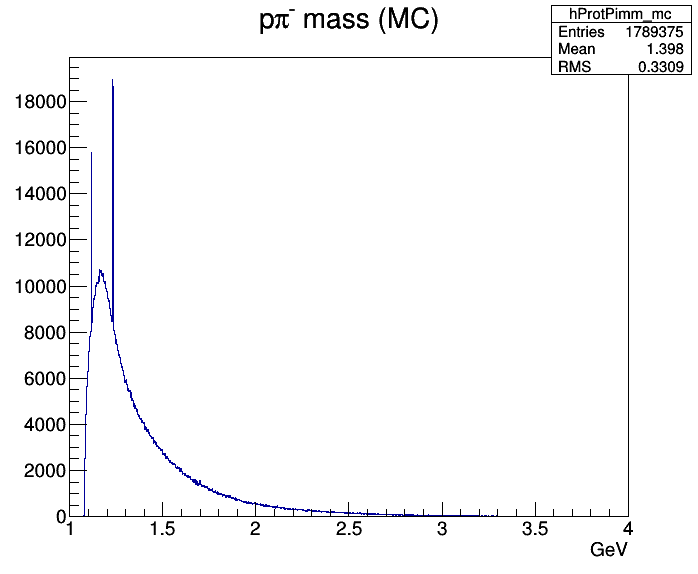 pπ⁻ mass (MC)
hProtPimm_mc
Entries 1789375
Mean 1.398
RMS 0.3309
18000
16000
14000
12000
10000
8000
6000
4000
2000
0
1 1.5 2 2.5 3 3.5 4
GeV